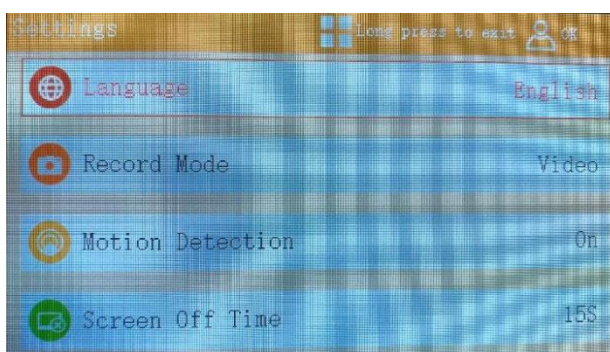 Settings Long press to exit OK
Language English
Record Mode Video
Motion Detection On
Screen Off Time 15S